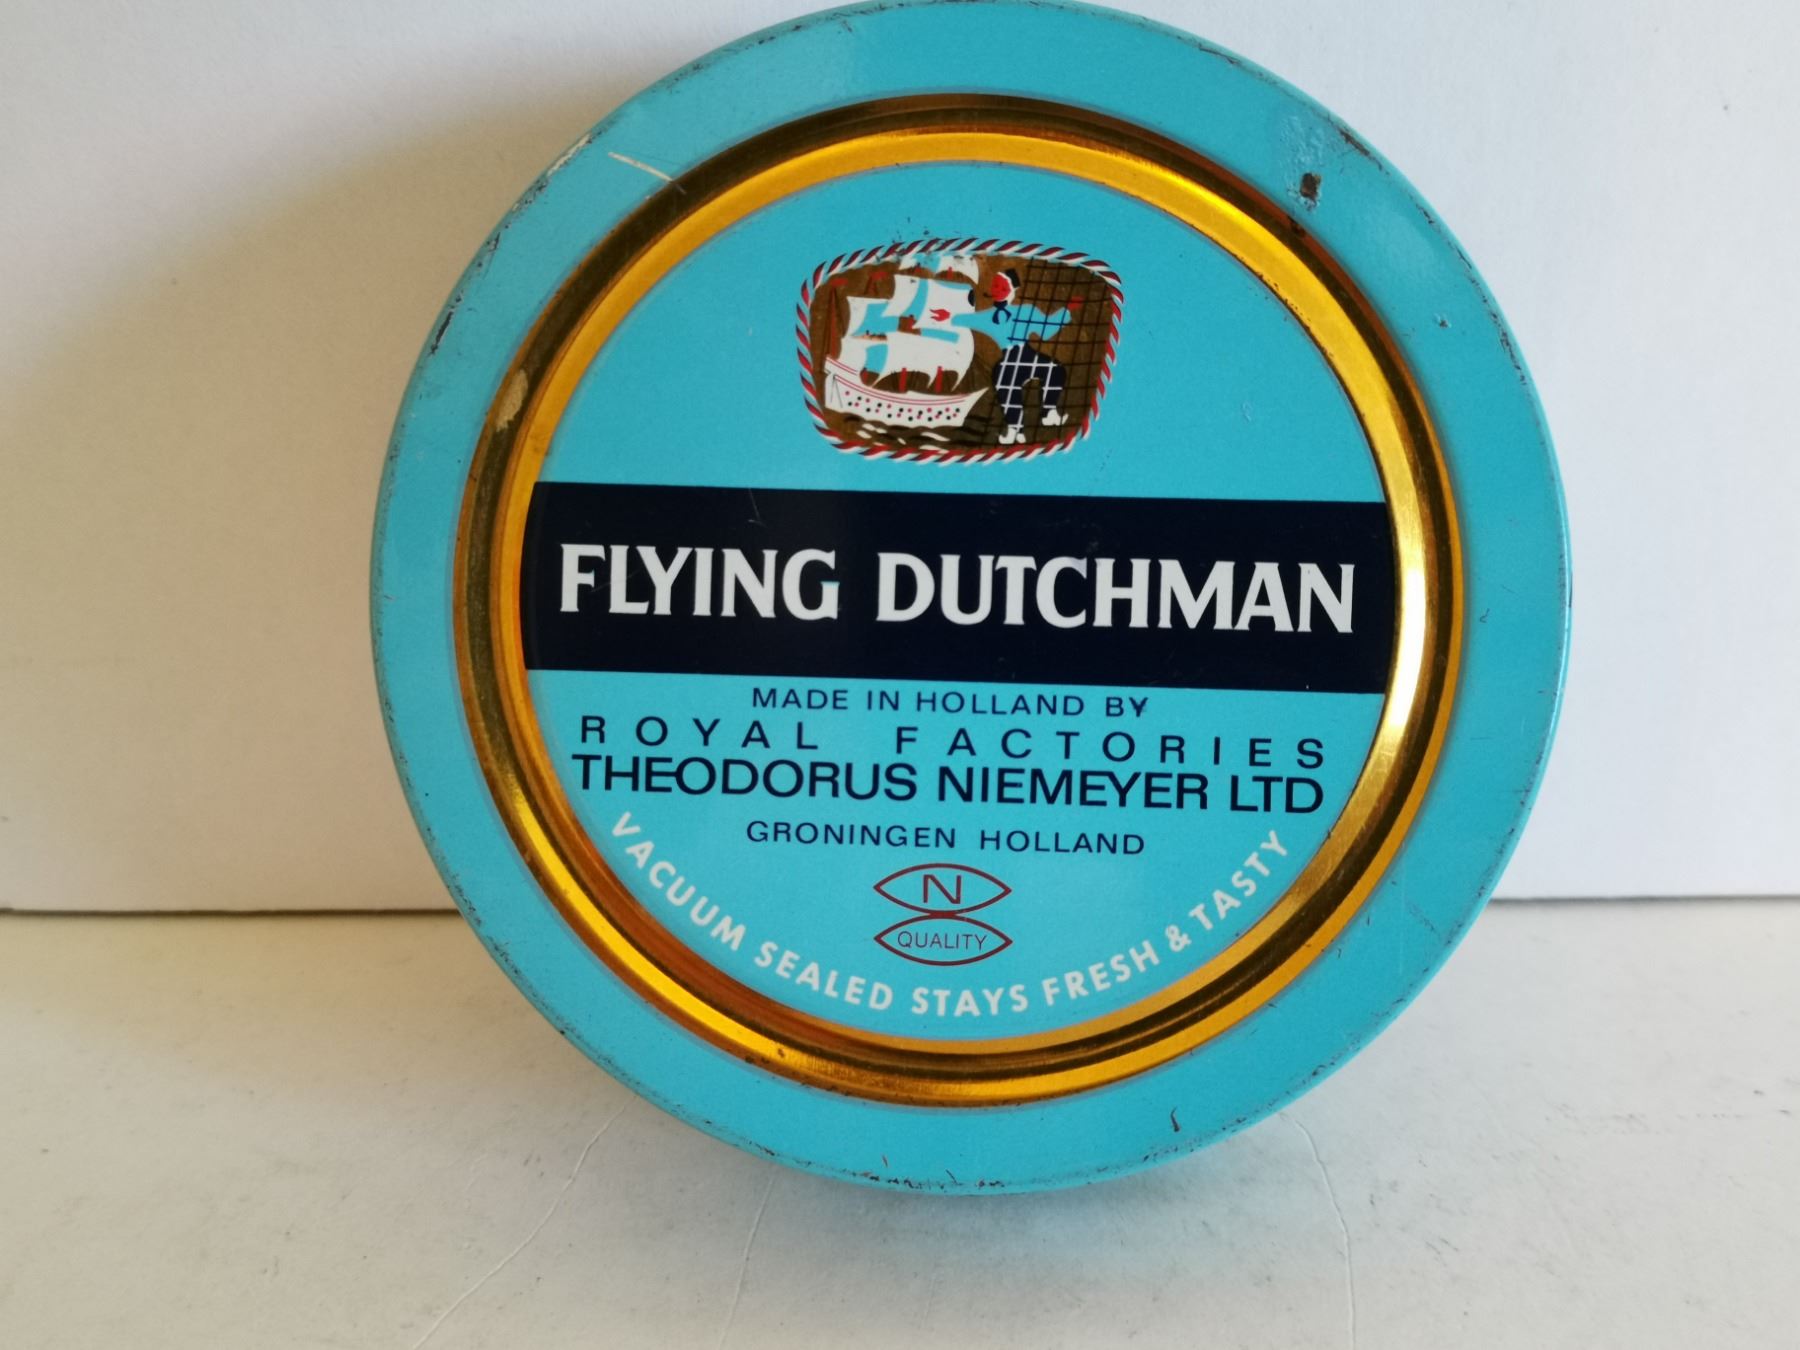 FLYING DUTCHMAN
MADE IN HOLLAND BY
ROYAL FACTORIES
THEODORUS NIEMEYER LTD
GRONINGEN HOLLAND
N
QUALITY
VACUUM SEALED STAYS FRESH & TASTY